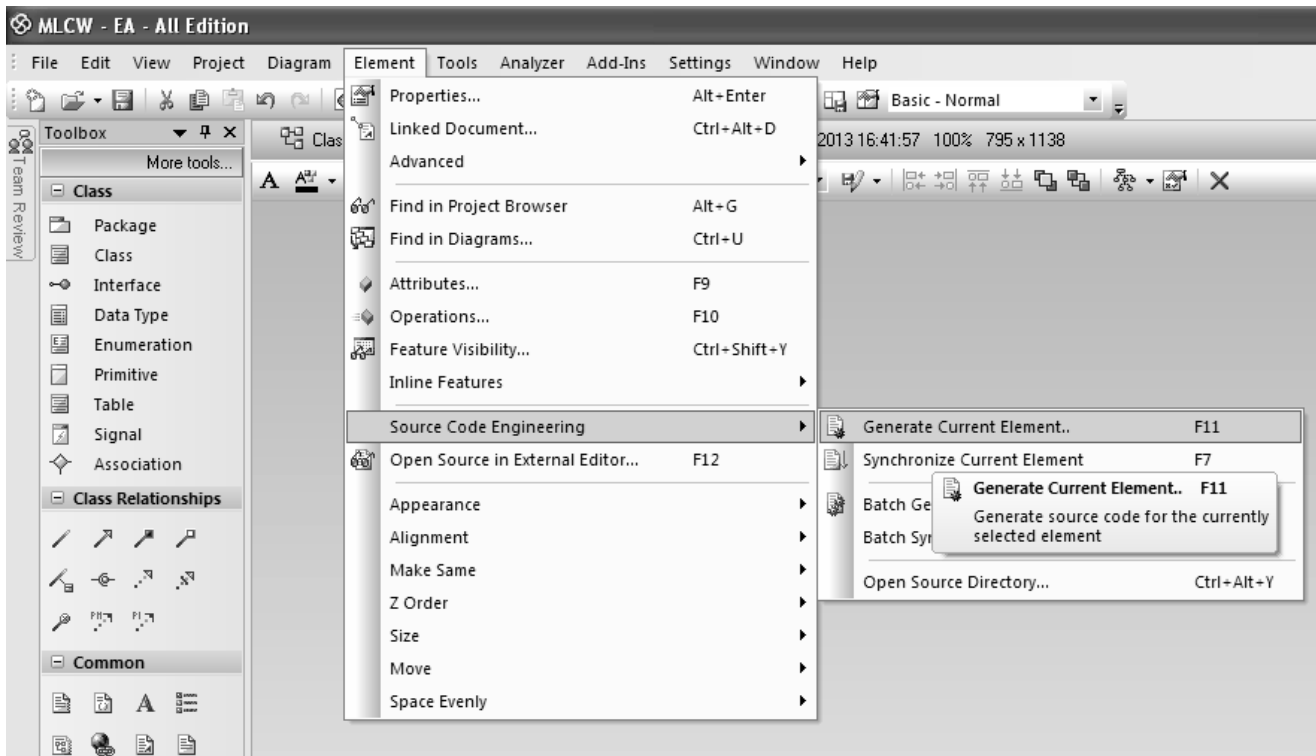 MLCW - EA - All Edition
File Edit View Project Diagram Element Tools Analyzer Add-Ins Settings Window Help
Basic - Normal
Team Review
Toolbox
More tools...
Class
Package
Class
Interface
Data Type
Enumeration
Primitive
Table
Signal
Association
Class Relationships
Common
Clas
2013 16:41:57 100% 795 x 1138
Properties... Alt+Enter
Linked Document... Ctrl+Alt+D
Advanced
Find in Project Browser Alt+G
Find in Diagrams... Ctrl+U
Attributes... F9
Operations... F10
Feature Visibility... Ctrl+Shift+Y
Inline Features
Source Code Engineering
Open Source in External Editor... F12
Appearance
Alignment
Make Same
Z Order
Size
Move
Space Evenly
Generate Current Element.. F11
Synchronize Current Element F7
Batch Ge
Batch Syn
Open Source Directory... Ctrl+Alt+Y
Generate Current Element.. F11
Generate source code for the currently
selected element